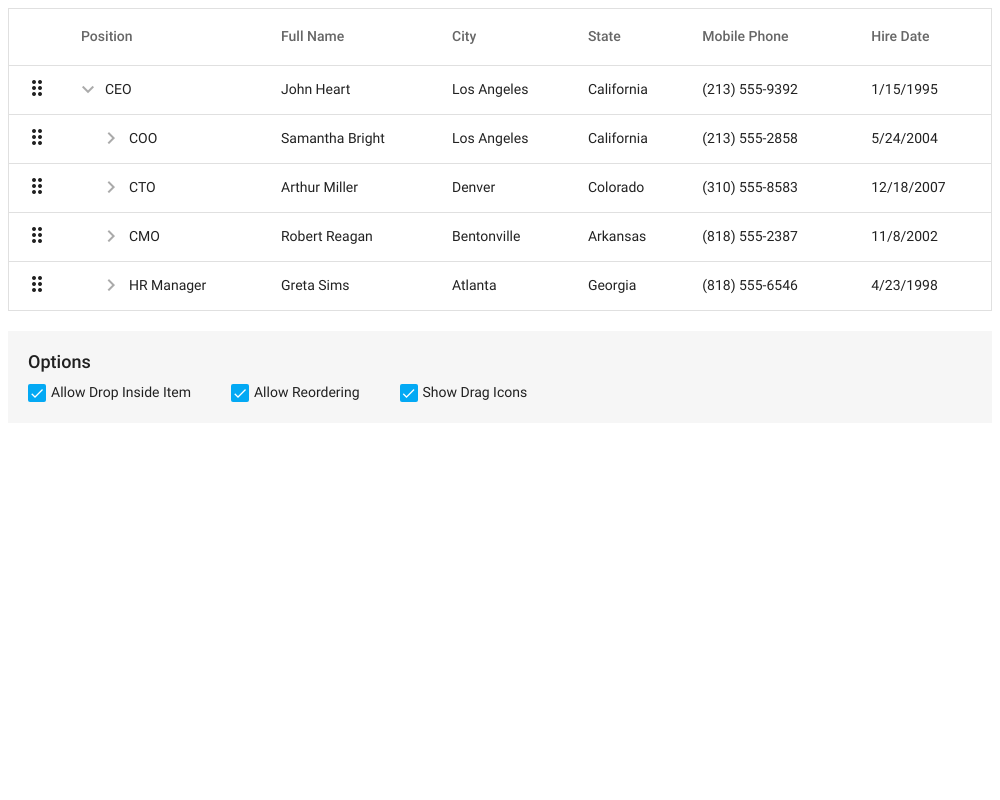 Position Full Name City State Mobile Phone Hire Date
CEO John Heart Los Angeles California (213) 555-9392 1/15/1995
COO Samantha Bright Los Angeles California (213) 555-2858 5/24/2004
CTO Arthur Miller Denver Colorado (310) 555-8583 12/18/2007
CMO Robert Reagan Bentonville Arkansas (818) 555-2387 11/8/2002
HR Manager Greta Sims Atlanta Georgia (818) 555-6546 4/23/1998
Options
Allow Drop Inside Item Allow Reordering Show Drag Icons